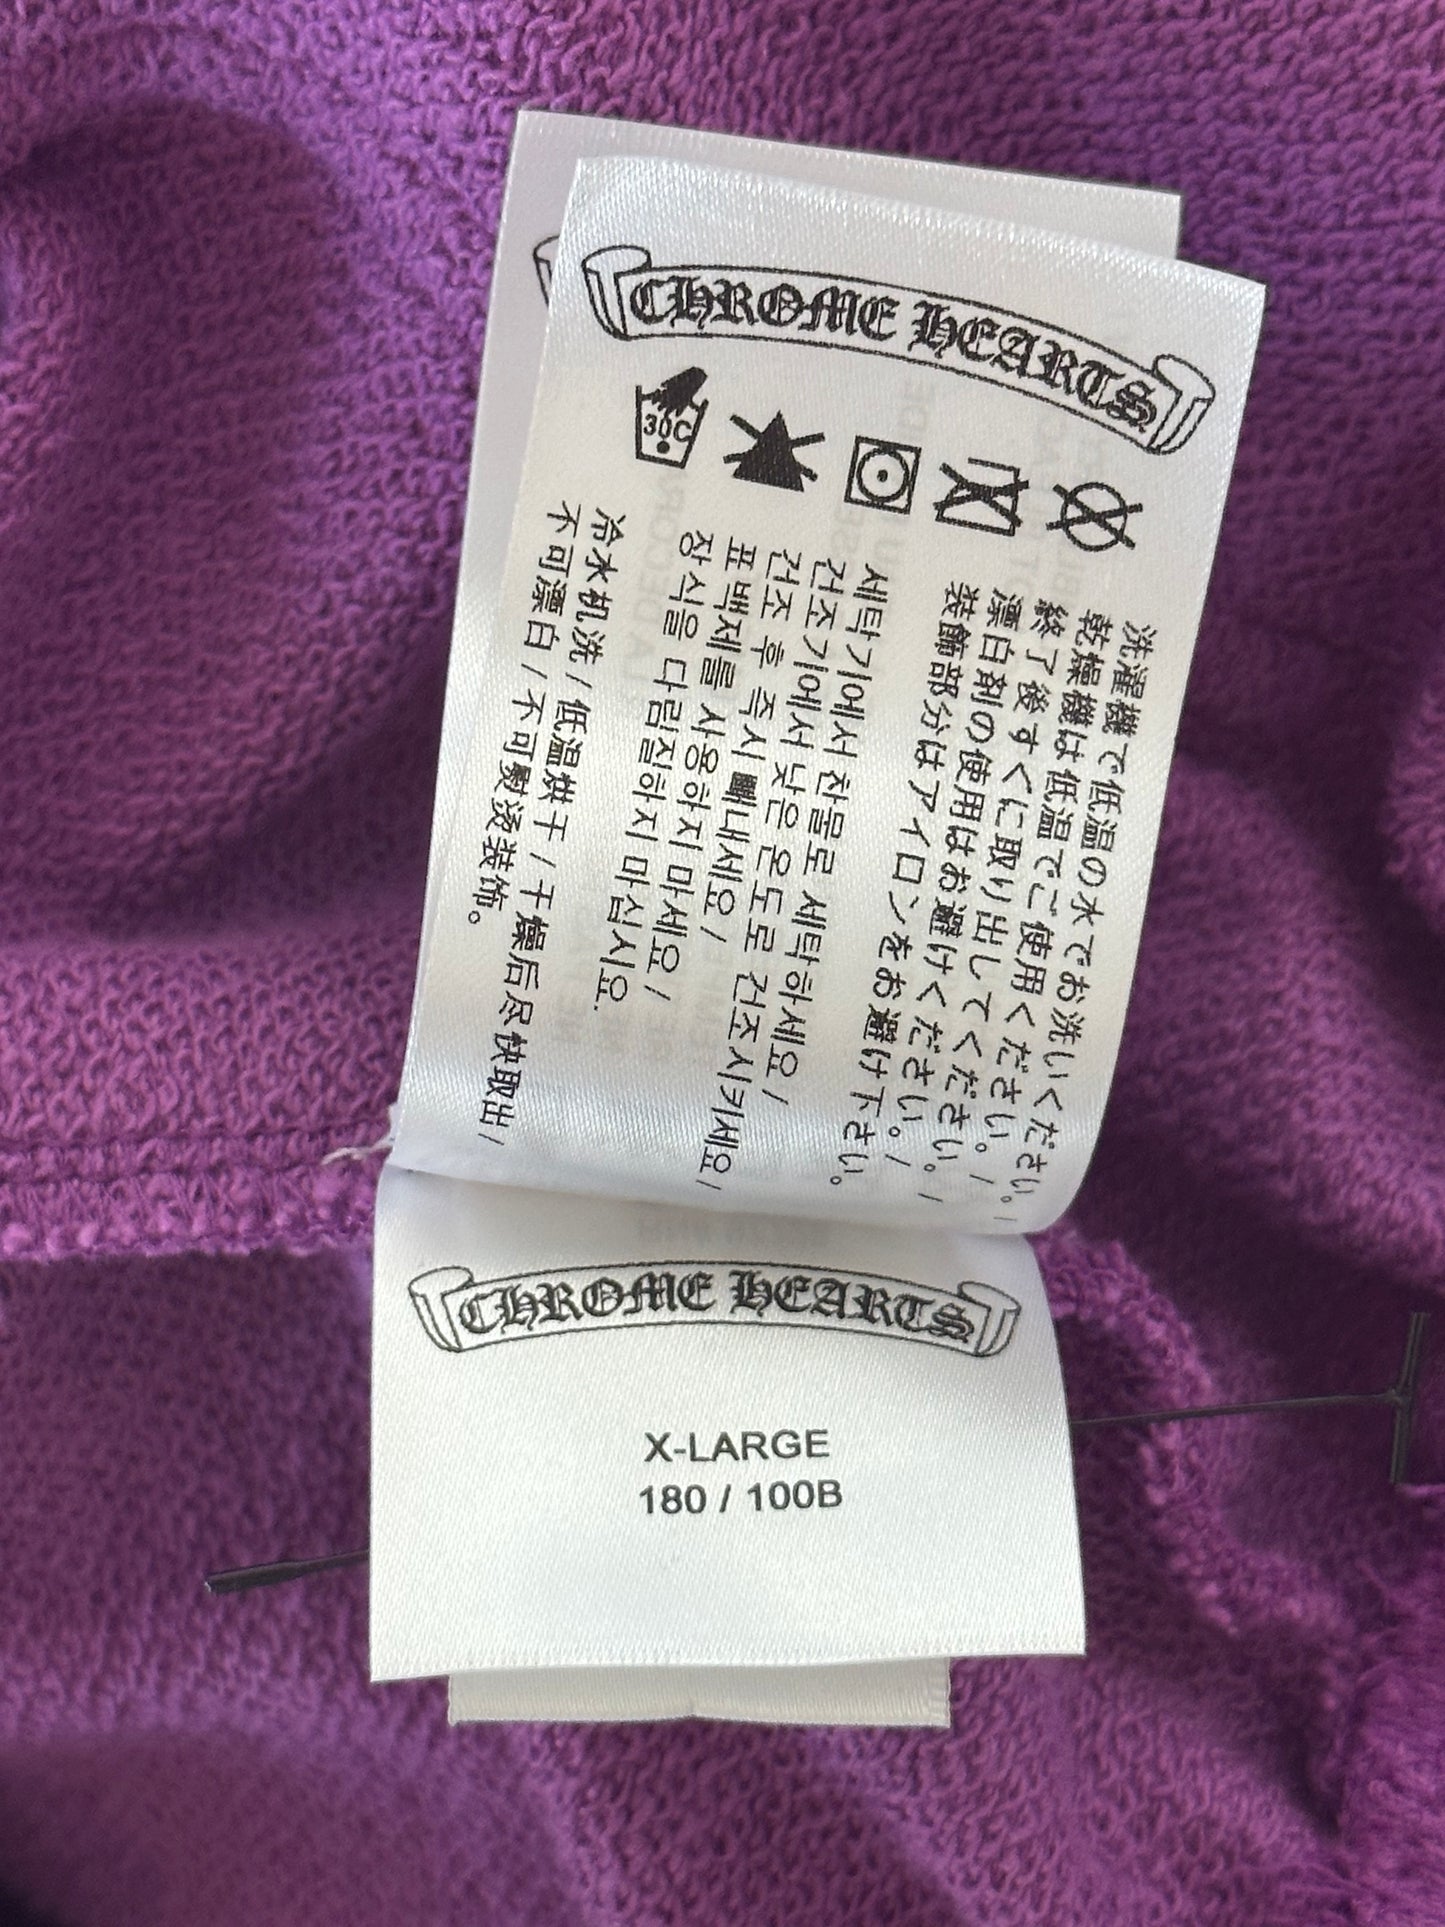 CHROME HEARTS
30C
洗濯機で低温の水でお洗いください。/
乾燥機は低温でご使用ください。/
終了後すぐに取り出してください。/
漂白剤の使用はお避けください。/
装飾部分はアイロンをお避け下さい。
세탁기에서 찬물로 세탁하세요/
건조기에서 낮은 온도로 건조시키세요/
건조 후 즉시 빼내세요/
표백제를 사용하지 마세요/
장식을 다림질하지 마십시요.
冷水机洗/低温烘干/干燥后尽快取出/
不可漂白/不可熨烫装饰。
CHROME HEARTS
X-LARGE
180 / 100B